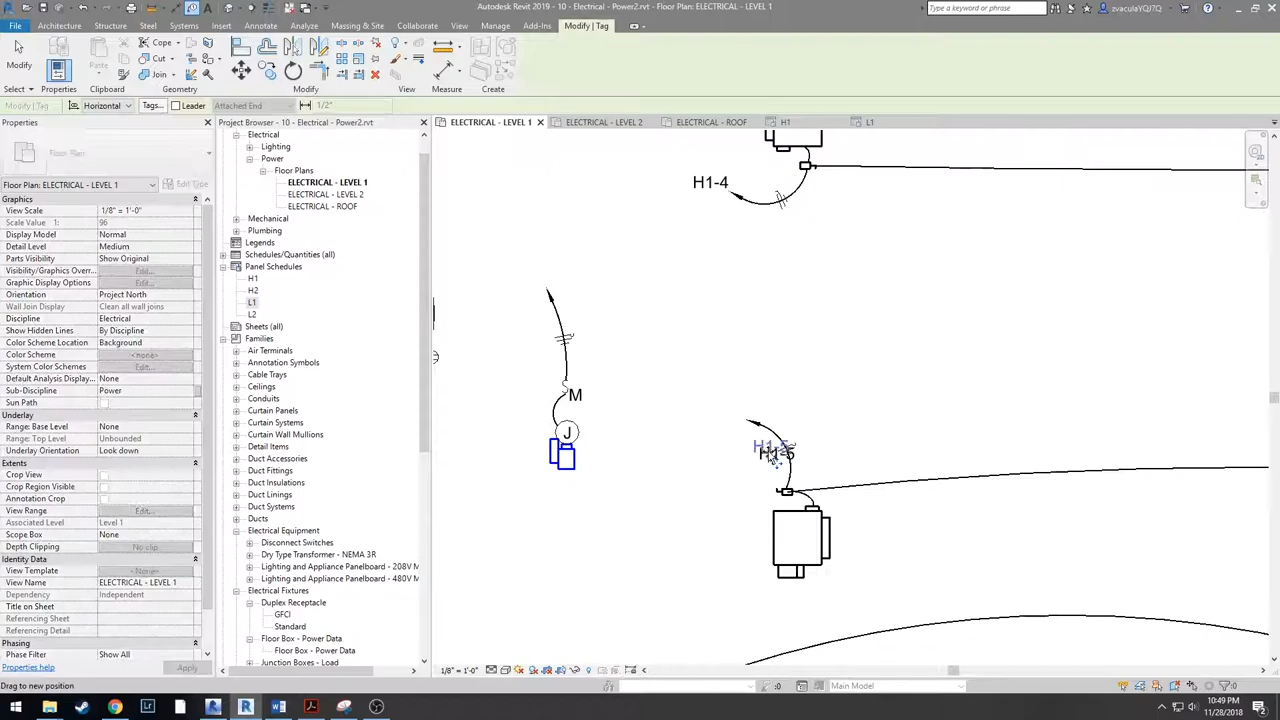 Autodesk Revit 2019 - 10 - Electrical - Power2.rvt - Floor Plan: ELECTRICAL - LEVEL 1
Type a keyword or phrase
zvaculaYQJ7Q
File Architecture Structure Systems Insert Annotate Analyze Massing & Site Collaborate View Manage Add-Ins Modify | Tag
Modify
Paste
Cope
Cut
Join
Select Properties Clipboard Geometry Modify View Measure Create
Modify | Tag Horizontal Tags... Leader Attached End 1/2"
Properties
Project Browser - 10 - Electrical - Power2.rvt
ELECTRICAL - LEVEL 1 ELECTRICAL - LEVEL 2 ELECTRICAL - ROOF H1 L1
Floor Plan
Floor Plan: ELECTRICAL - LEVEL 1 Edit Type
Graphics
View Scale 1/8" = 1'-0"
Scale Value 1: 96
Display Model Normal
Detail Level Medium
Parts Visibility Show Original
Visibility/Graphics Overr... Edit...
Graphic Display Options Edit...
Orientation Project North
Wall Join Display Clean all wall joins
Discipline Electrical
Show Hidden Lines By Discipline
Color Scheme Location Background
Color Scheme <none>
System Color Schemes Edit...
Default Analysis Display... None
Sub-Discipline Power
Sun Path
Underlay
Range: Base Level None
Range: Top Level Unbounded
Underlay Orientation Look down
Extents
Crop View
Crop Region Visible
Annotation Crop
View Range Edit...
Associated Level Level 1
Scope Box None
Depth Clipping No clip
Identity Data
View Template <None>
View Name ELECTRICAL - LEVEL 1
Dependency Independent
Title on Sheet
Referencing Sheet
Referencing Detail
Phasing
Phase Filter Show All
Properties help Apply
Electrical
Lighting
Power
Floor Plans
ELECTRICAL - LEVEL 1
ELECTRICAL - LEVEL 2
ELECTRICAL - ROOF
Mechanical
Plumbing
Legends
Schedules/Quantities (all)
Panel Schedules
H1
H2
L1
L2
Sheets (all)
Families
Air Terminals
Annotation Symbols
Cable Trays
Ceilings
Conduits
Curtain Panels
Curtain Systems
Curtain Wall Mullions
Detail Items
Duct Accessories
Duct Fittings
Duct Insulations
Duct Linings
Duct Systems
Ducts
Electrical Equipment
Disconnect Switches
Dry Type Transformer - NEMA 3R
Lighting and Appliance Panelboard - 208V M
Lighting and Appliance Panelboard - 480V M
Electrical Fixtures
Duplex Receptacle
GFCI
Standard
Floor Box - Power Data
Floor Box - Power Data
Junction Boxes - Load
H1-4
M
J
H1-5
H1-5
1/8" = 1'-0"
Drag to new position
:0
Main Model
:0
10:49 PM
11/28/2018